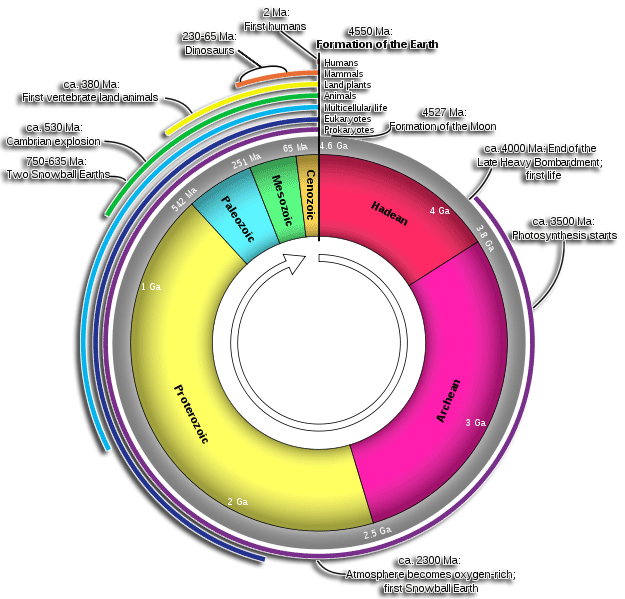 2 Ma:
First humans
4550 Ma:
Formation of the Earth
230-65 Ma:
Dinosaurs
Humans
Mammals
Land plants
Animals
Multicellular life
Eukaryotes
Prokaryotes
ca. 380 Ma:
First vertebrate land animals
ca. 530 Ma:
Cambrian explosion
750-635 Ma:
Two Snowball Earths
4527 Ma:
Formation of the Moon
ca. 4000 Ma: End of the
Late Heavy Bombardment;
first life
ca. 3500 Ma:
Photosynthesis starts
4.6 Ga
65 Ma
251 Ma
542 Ma
Cenozoic
Mesozoic
Paleozoic
Hadean
4 Ga
3.8 Ga
1 Ga
Proterozoic
Archean
3 Ga
2 Ga
2.5 Ga
ca. 2300 Ma:
Atmosphere becomes oxygen-rich;
first Snowball Earth